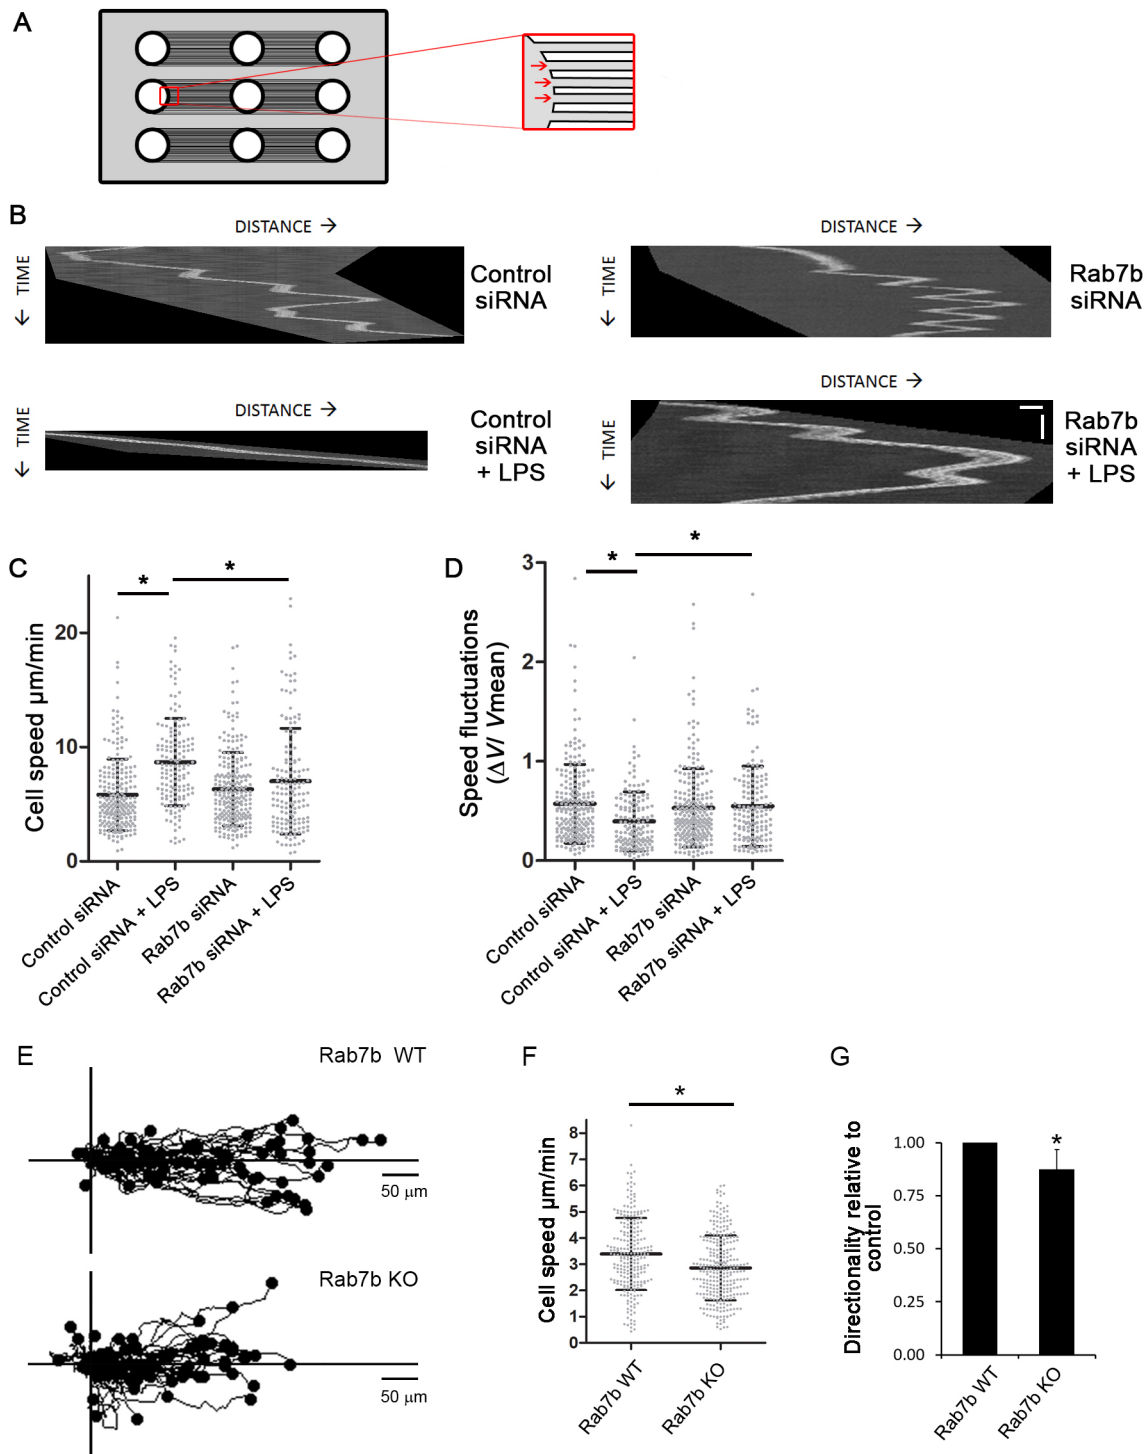 A
B
DISTANCE →
← TIME
Control
siRNA
DISTANCE →
← TIME
Rab7b
siRNA
DISTANCE →
← TIME
Control
siRNA
+ LPS
DISTANCE →
← TIME
Rab7b
siRNA
+ LPS
C
*
*
Cell speed µm/min
20
10
0
Control siRNA
Control siRNA + LPS
Rab7b siRNA
Rab7b siRNA + LPS
D
*
*
Speed fluctuations
(ΔV/ Vmean)
3
2
1
0
Control siRNA
Control siRNA + LPS
Rab7b siRNA
Rab7b siRNA + LPS
E
Rab7b WT
50 µm
Rab7b KO
50 µm
F
*
Cell speed µm/min
8
7
6
5
4
3
2
1
0
Rab7b WT
Rab7b KO
G
*
Directionality relative to
control
1.00
0.75
0.50
0.25
0.00
Rab7b WT
Rab7b KO